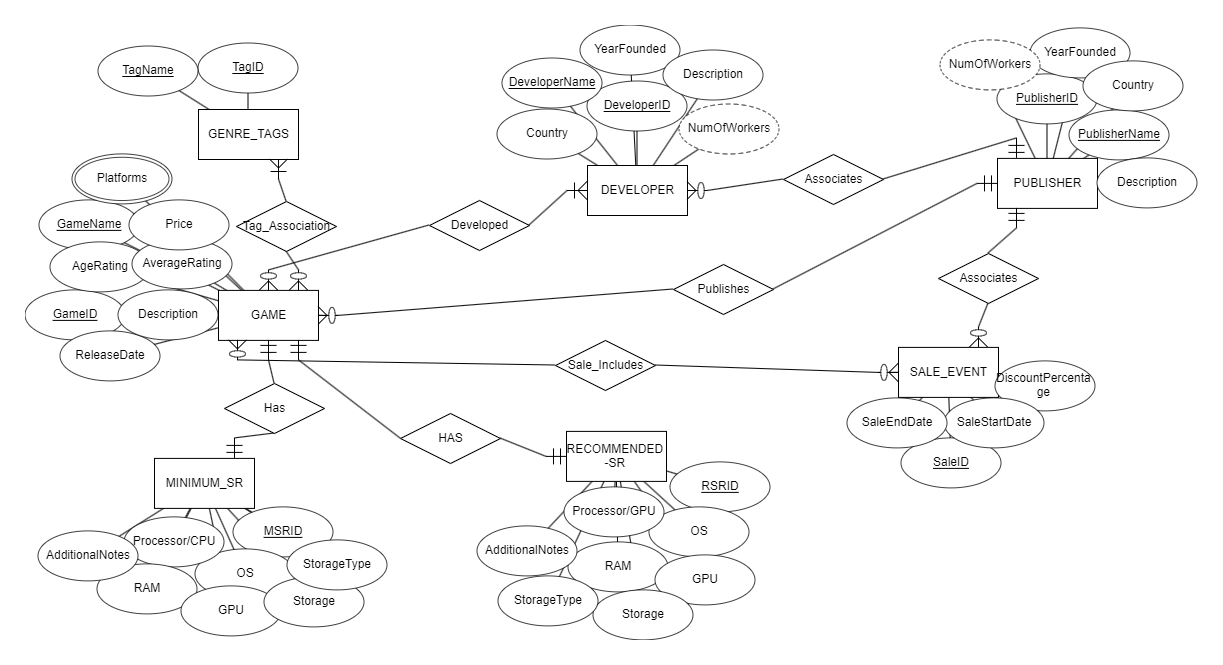 YearFounded
TagName
TagID
DeveloperName
Description
DeveloperID
Country
NumOfWorkers
GENRE_TAGS
DEVELOPER
NumOfWorkers
YearFounded
PublisherID
Country
PublisherName
Description
PUBLISHER
Associates
Platforms
GameName
Price
Tag_Association
Developed
AgeRating
AverageRating
GameID
Description
GAME
ReleaseDate
Publishes
Associates
Sale_Includes
SALE_EVENT
DiscountPercenta
ge
SaleEndDate
SaleStartDate
SaleID
Has
HAS
MINIMUM_SR
RECOMMENDED
-SR
RSRID
Processor/GPU
OS
AdditionalNotes
RAM
GPU
StorageType
Storage
MSRID
Processor/CPU
AdditionalNotes
StorageType
OS
RAM
Storage
GPU